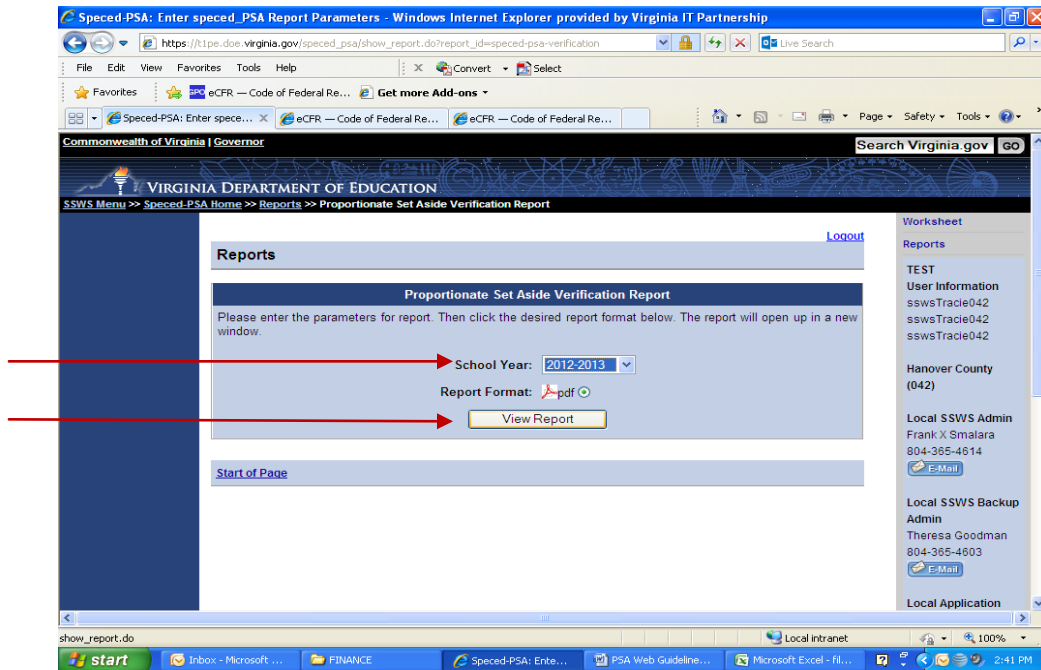 Speced-PSA: Enter speced_PSA Report Parameters - Windows Internet Explorer provided by Virginia IT Partnership
https://t1pe.doe.virginia.gov/speced_psa/show_report.do?report_id=speced-psa-verification
Live Search
File Edit View Favorites Tools Help
X Convert Select
Favorites eCFR — Code of Federal Re... Get more Add-ons
Speced-PSA: Enter spece... X eCFR — Code of Federal Re... eCFR — Code of Federal Re...
Page Safety Tools
Commonwealth of Virginia | Governor
Search Virginia.gov GO
VIRGINIA DEPARTMENT OF EDUCATION
SSWS Menu >> Speced-PSA Home >> Reports >> Proportionate Set Aside Verification Report
Logout
Reports
Proportionate Set Aside Verification Report
Please enter the parameters for report. Then click the desired report format below. The report will open up in a new
window.
School Year: 2012-2013
Report Format: pdf
View Report
Start of Page
Worksheet
Reports
TEST
User Information
sswsTracie042
sswsTracie042
sswsTracie042
Hanover County
(042)
Local SSWS Admin
Frank X Smalara
804-365-4614
E-Mail
Local SSWS Backup
Admin
Theresa Goodman
804-365-4603
E-Mail
Local Application
show_report.do
Local intranet
100%
start
Inbox - Microsoft ...
FINANCE
Speced-PSA: Ente...
PSA Web Guideline...
Microsoft Excel - fil...
2:41 PM